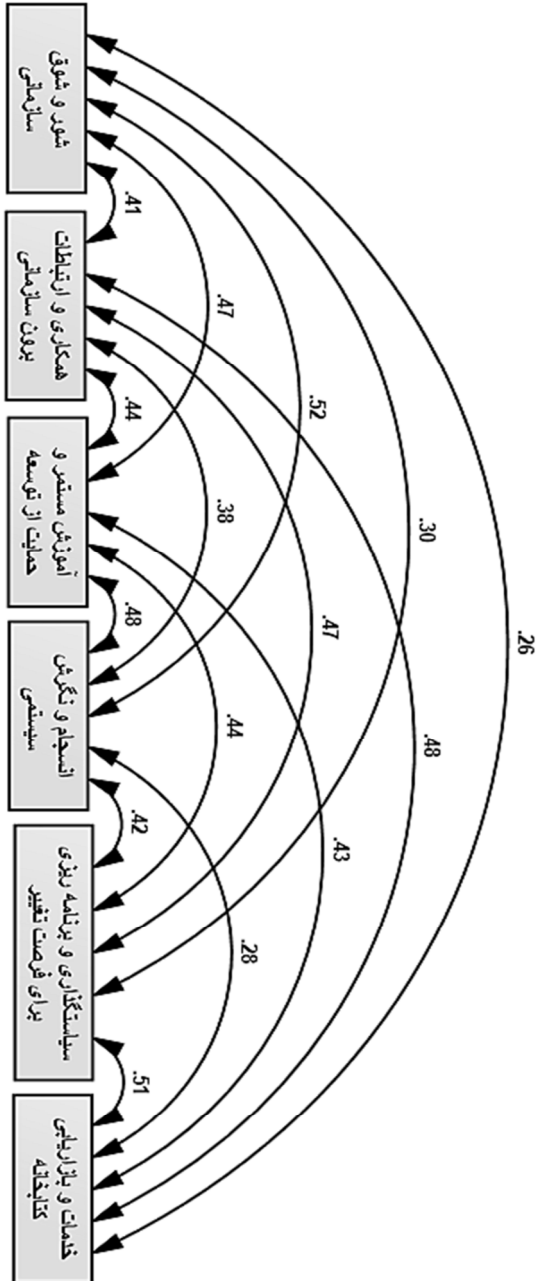 شور و شوق
سازمانی
همکاری و ارتباطات
برون سازمانی
آموزش مستمر و
حمایت از توسعه
انسجام و نگرش
سیستمی
سیاستگذاری و برنامه ریزی
برای فرصت تغییر
خدمات و بازاریابی
کتابخانه
.41
.44
.48
.42
.51
.47
.38
.44
.28
.52
.47
.43
.30
.48
.26